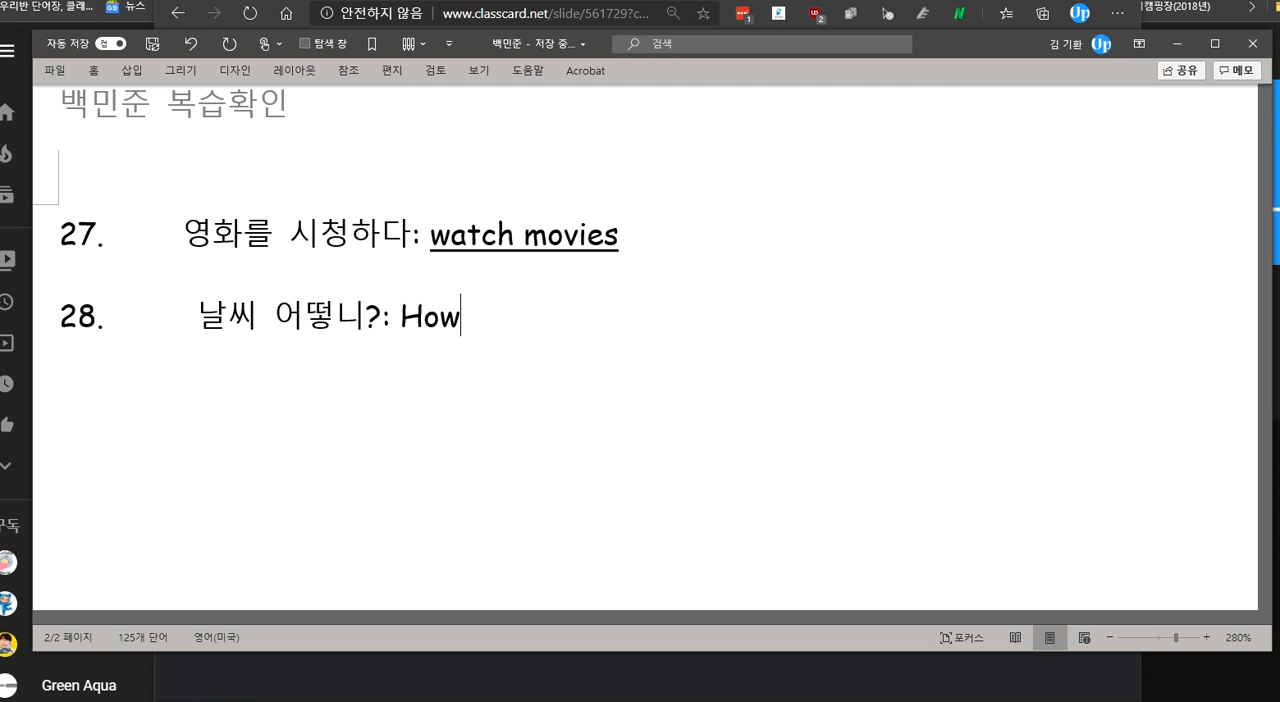 우리반 단어장, 클래...
뉴스
안전하지 않음
www.classcard.net/slide/561729?c...
캠핑장(2018년)
자동 저장
탐색 창
백민준 - 저장 중...
검색
김 기환
Up
파일 홈 삽입 그리기 디자인 레이아웃 참조 편지 검토 보기 도움말 Acrobat
공유
메모
백민준 복습확인
27. 영화를 시청하다: watch movies
28. 날씨 어떻니?: How
구독
2/2 페이지 125개 단어 영어(미국)
포커스
280%
Green Aqua